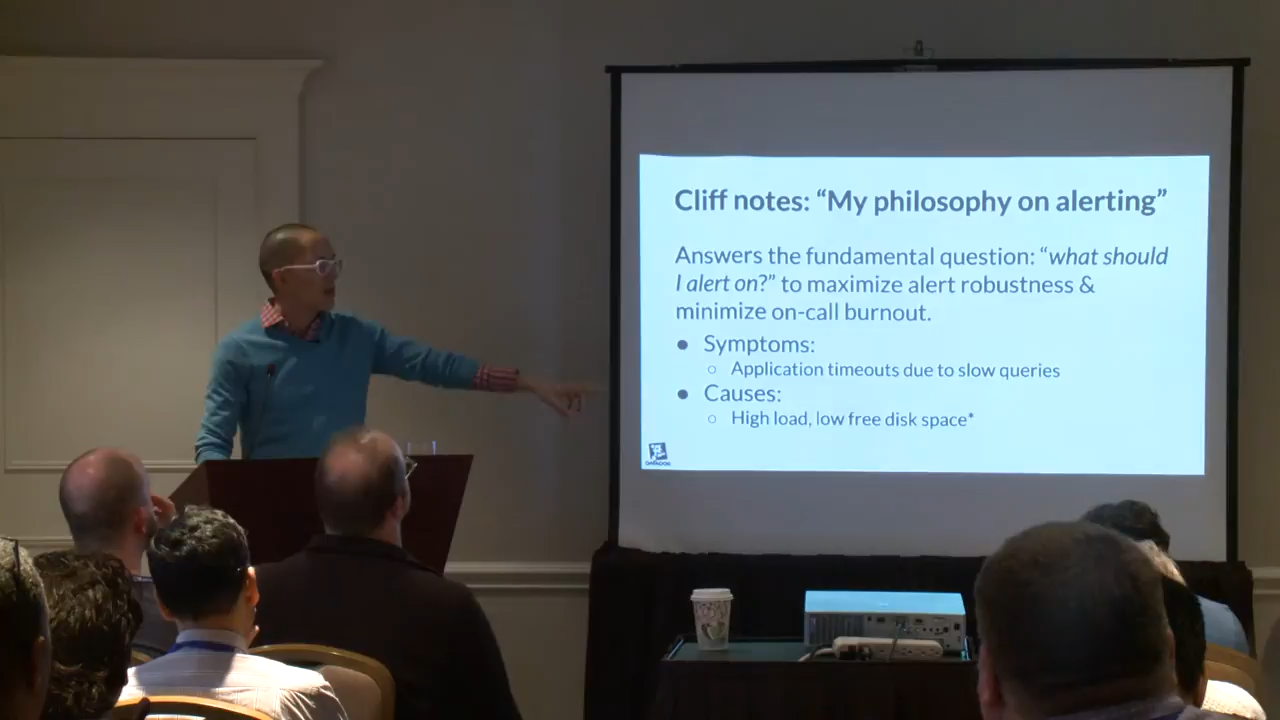 Cliff notes: “My philosophy on alerting”
Answers the fundamental question: “what should
I alert on?” to maximize alert robustness &
minimize on-call burnout.
● Symptoms:
○ Application timeouts due to slow queries
● Causes:
○ High load, low free disk space*
DATADOG